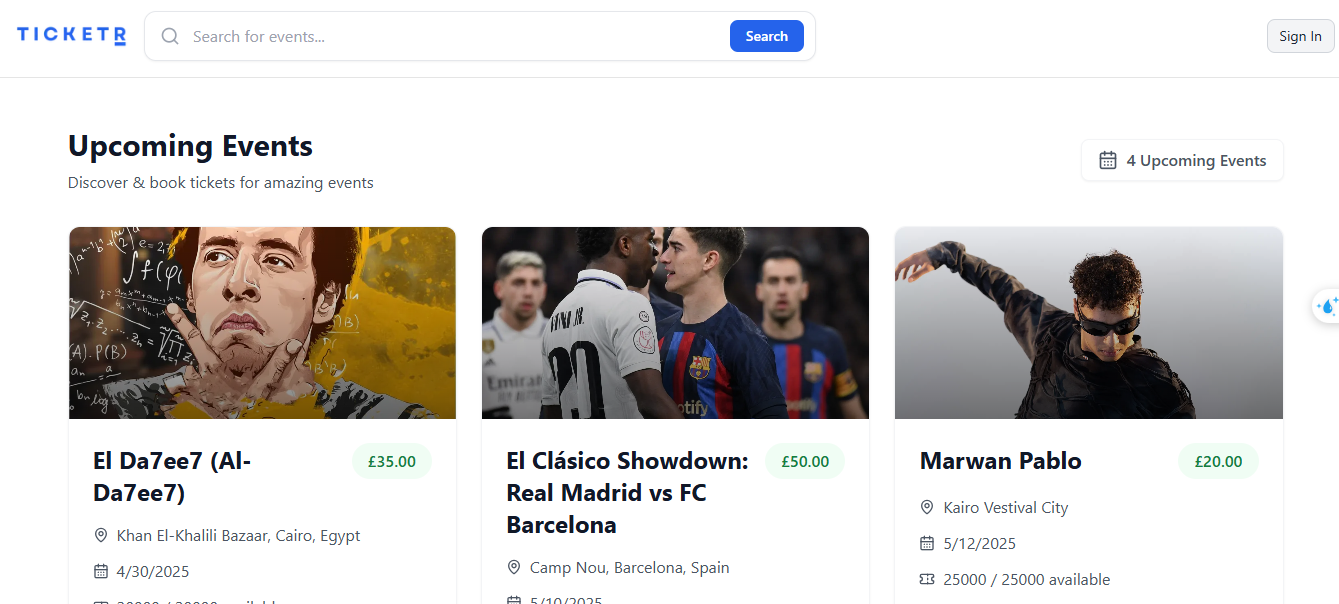 TICKETR
Search for events...
Search
Sign In
Upcoming Events
Discover & book tickets for amazing events
4 Upcoming Events
El Da7ee7 (Al-
Da7ee7)
£35.00
Khan El-Khalili Bazaar, Cairo, Egypt
4/30/2025
El Clásico Showdown:
Real Madrid vs FC
Barcelona
£50.00
Camp Nou, Barcelona, Spain
5/10/2025
Marwan Pablo
£20.00
Kairo Vestival City
5/12/2025
25000 / 25000 available